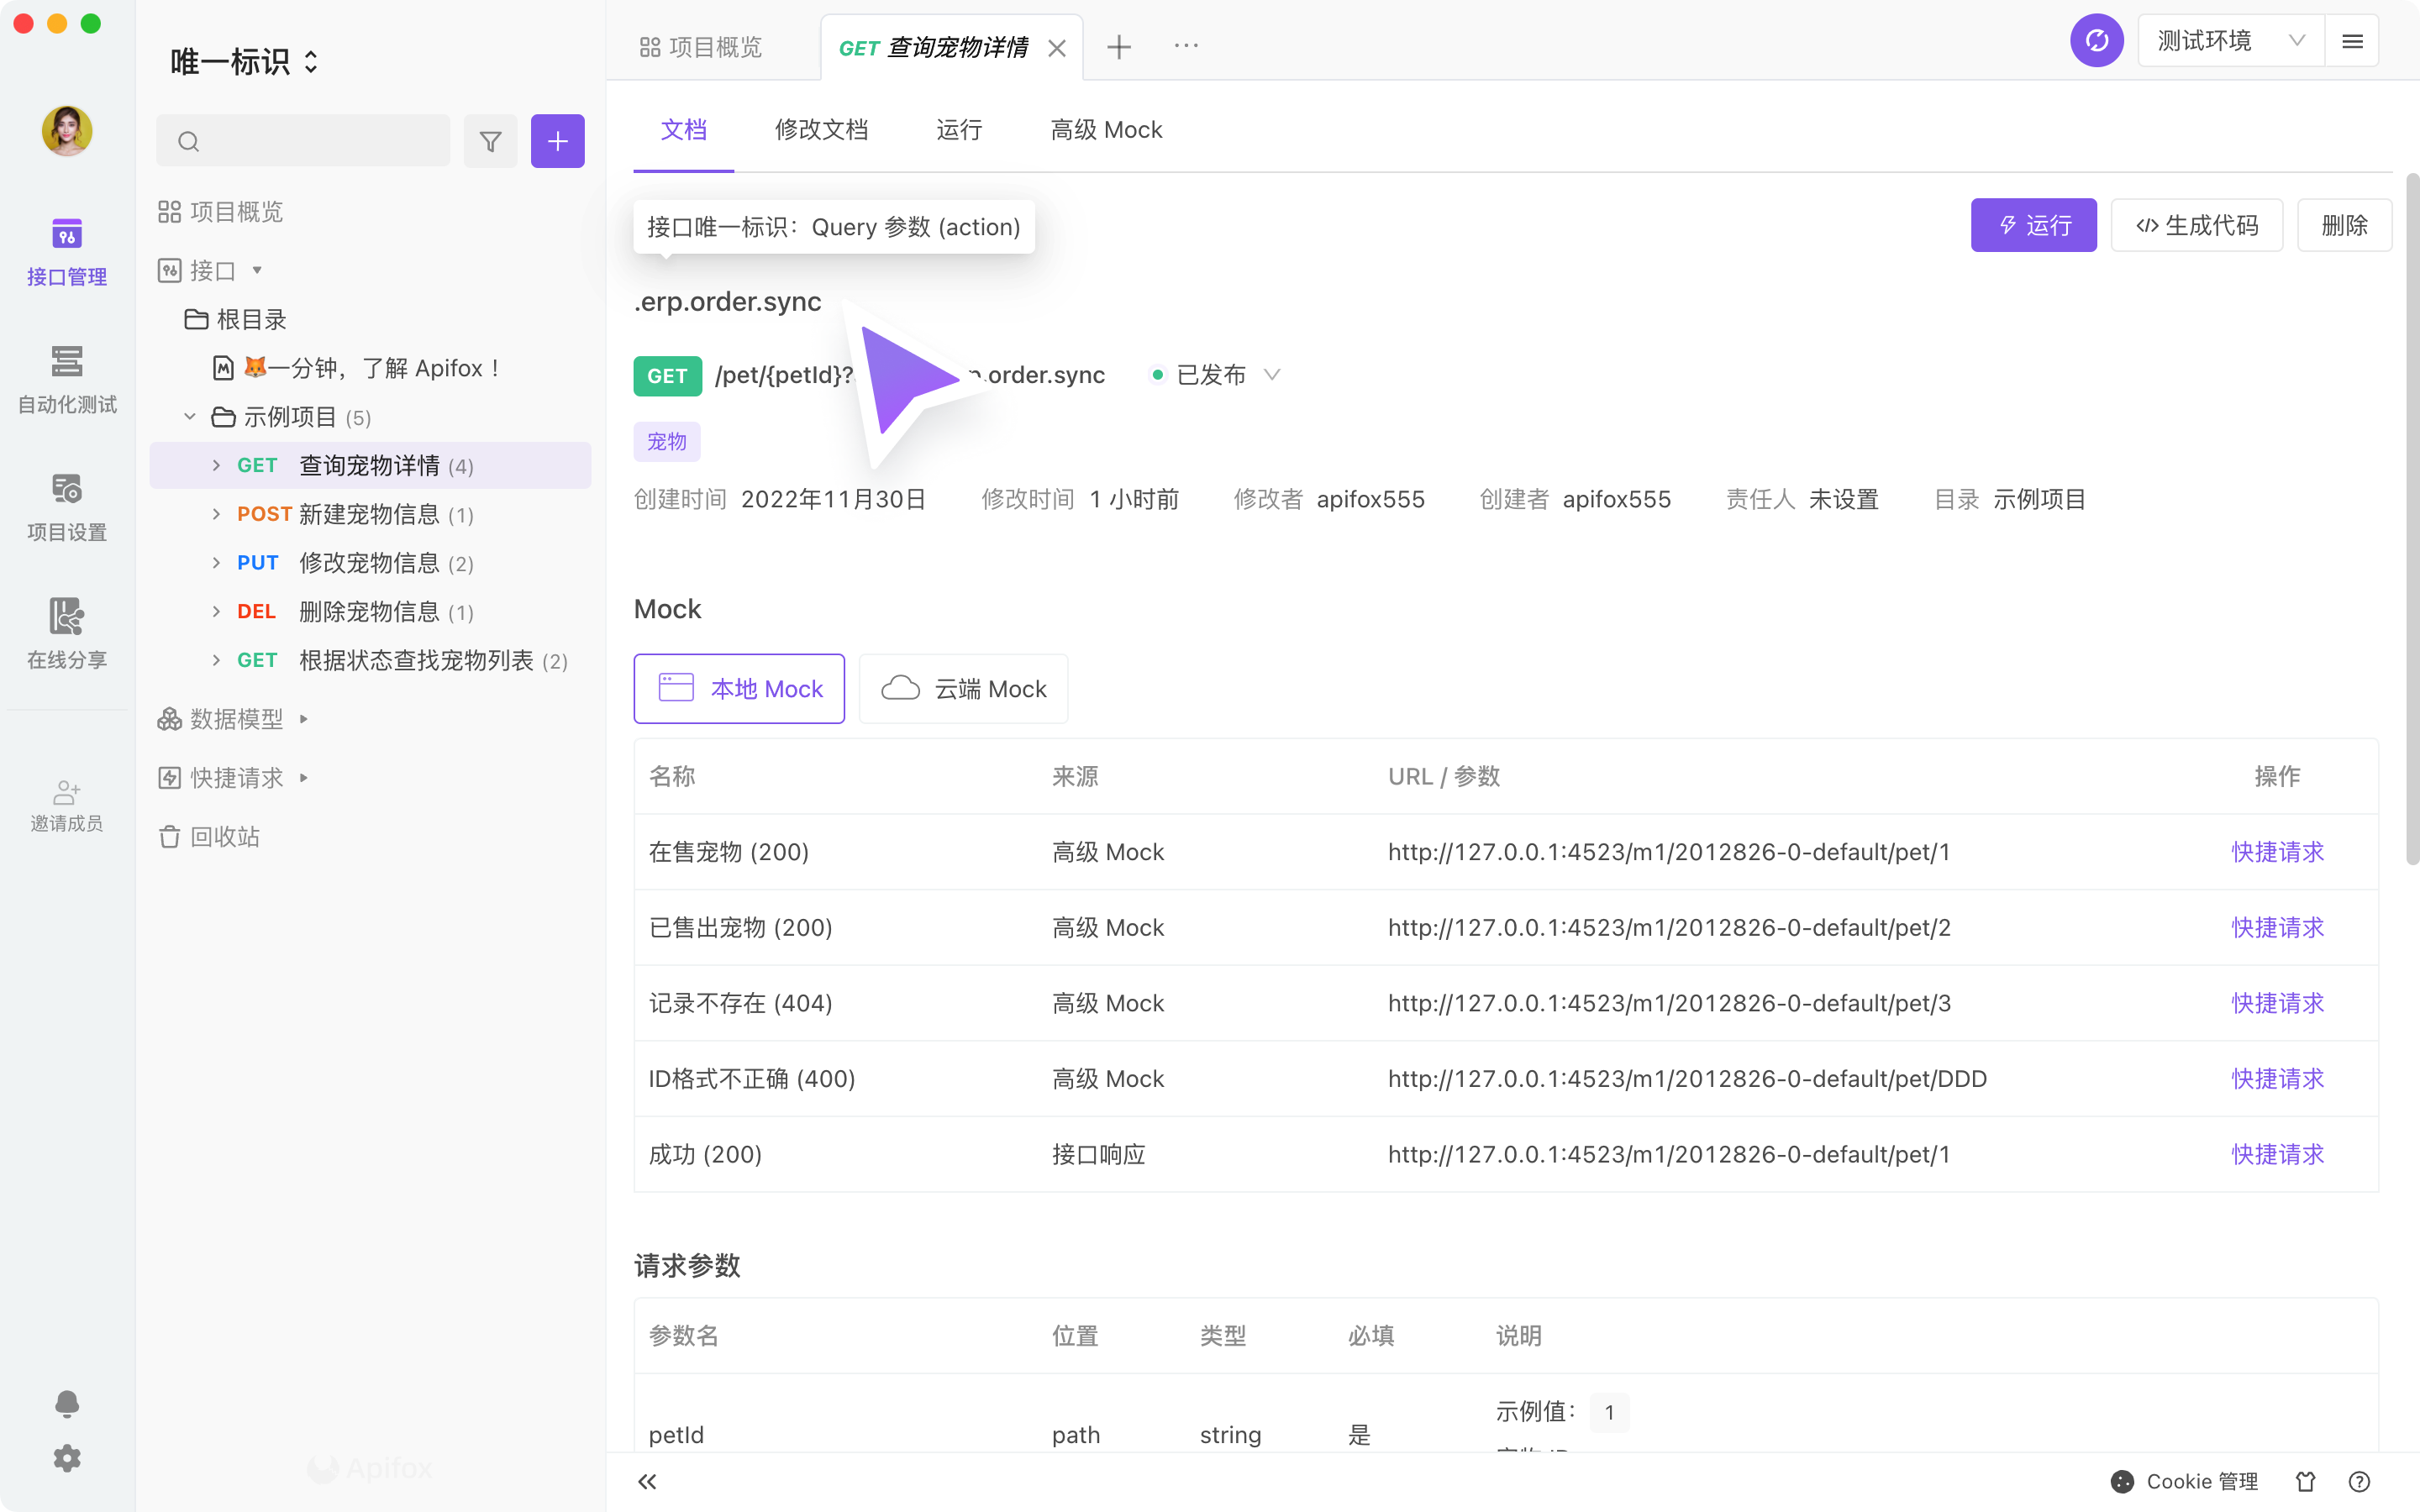 唯一标识
接口管理
自动化测试
项目设置
在线分享
邀请成员
项目概览
接口
根目录
🦊一分钟，了解 Apifox！
示例项目 (5)
GET 查询宠物详情 (4)
POST 新建宠物信息 (1)
PUT 修改宠物信息 (2)
DEL 删除宠物信息 (1)
GET 根据状态查找宠物列表 (2)
数据模型
快捷请求
回收站
Apifox
项目概览 GET 查询宠物详情 测试环境
文档 修改文档 运行 高级 Mock
接口唯一标识：Query 参数 (action)
运行 </> 生成代码 删除
.erp.order.sync
GET /pet/{petId}? .order.sync 已发布
宠物
创建时间 2022年11月30日 修改时间 1 小时前 修改者 apifox555 创建者 apifox555 责任人 未设置 目录 示例项目
Mock
本地 Mock 云端 Mock
名称 来源 URL / 参数 操作
在售宠物 (200) 高级 Mock http://127.0.0.1:4523/m1/2012826-0-default/pet/1 快捷请求
已售出宠物 (200) 高级 Mock http://127.0.0.1:4523/m1/2012826-0-default/pet/2 快捷请求
记录不存在 (404) 高级 Mock http://127.0.0.1:4523/m1/2012826-0-default/pet/3 快捷请求
ID格式不正确 (400) 高级 Mock http://127.0.0.1:4523/m1/2012826-0-default/pet/DDD 快捷请求
成功 (200) 接口响应 http://127.0.0.1:4523/m1/2012826-0-default/pet/1 快捷请求
请求参数
参数名 位置 类型 必填 说明
petId path string 是 示例值： 1
Cookie 管理